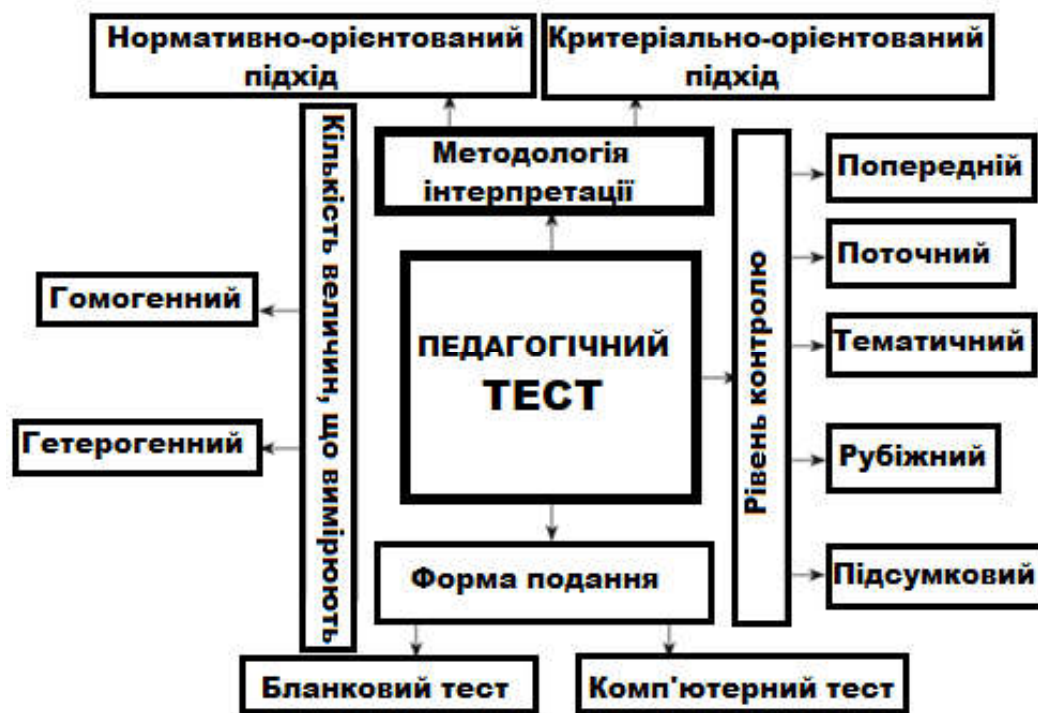 Нормативно-орієнтований
підхід
Критеріально-орієнтований
підхід
Кількість величин, що вимірюють
Методологія
інтерпретації
Рівень контролю
Попередній
Поточний
Гомогенний
ПЕДАГОГІЧНИЙ
ТЕСТ
Тематичний
Гетерогенний
Рубіжний
Форма подання
Підсумковий
Бланковий тест
Комп'ютерний тест